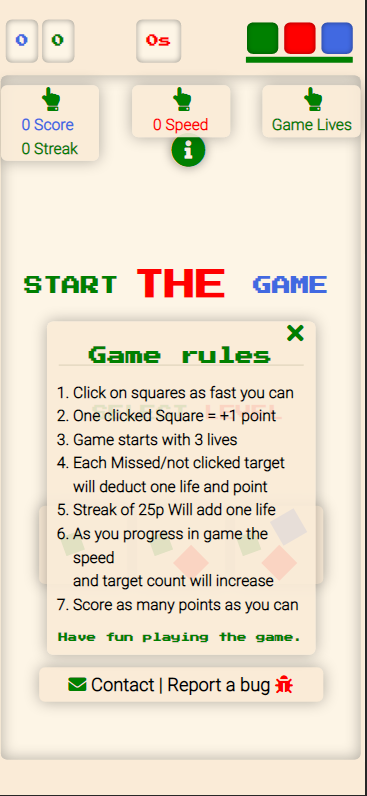 0 0 0s
0 Score
0 Streak
0 Speed
Game Lives
START THE GAME
Game rules
1. Click on squares as fast you can
SELECT LEVEL
2. One clicked Square = +1 point
3. Game starts with 3 lives
4. Each Missed/not clicked target
will deduct one life and point
5. Streak of 25p Will add one life
6. As you progress in game the
speed
and target count will increase
7. Score as many points as you can
Have fun playing the game.
Contact | Report a bug